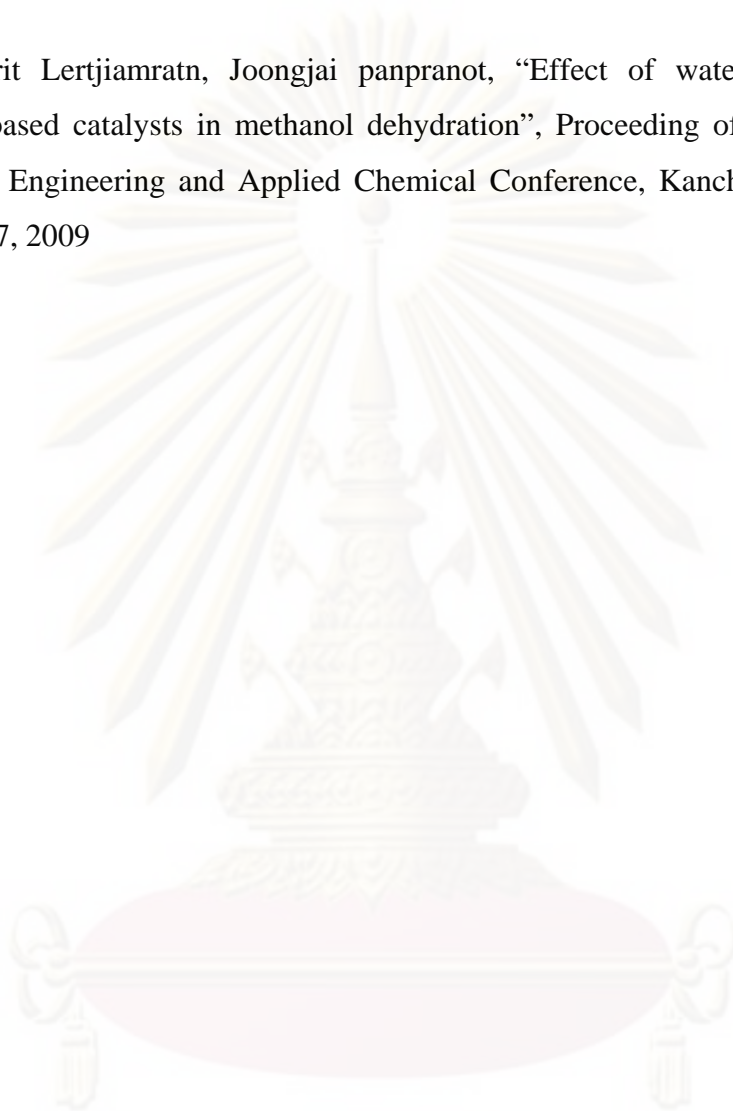 rit Lertjiamratn, Joongjai panpranot, “Effect of wate
based catalysts in methanol dehydration”, Proceeding of
Engineering and Applied Chemical Conference, Kanch
7, 2009